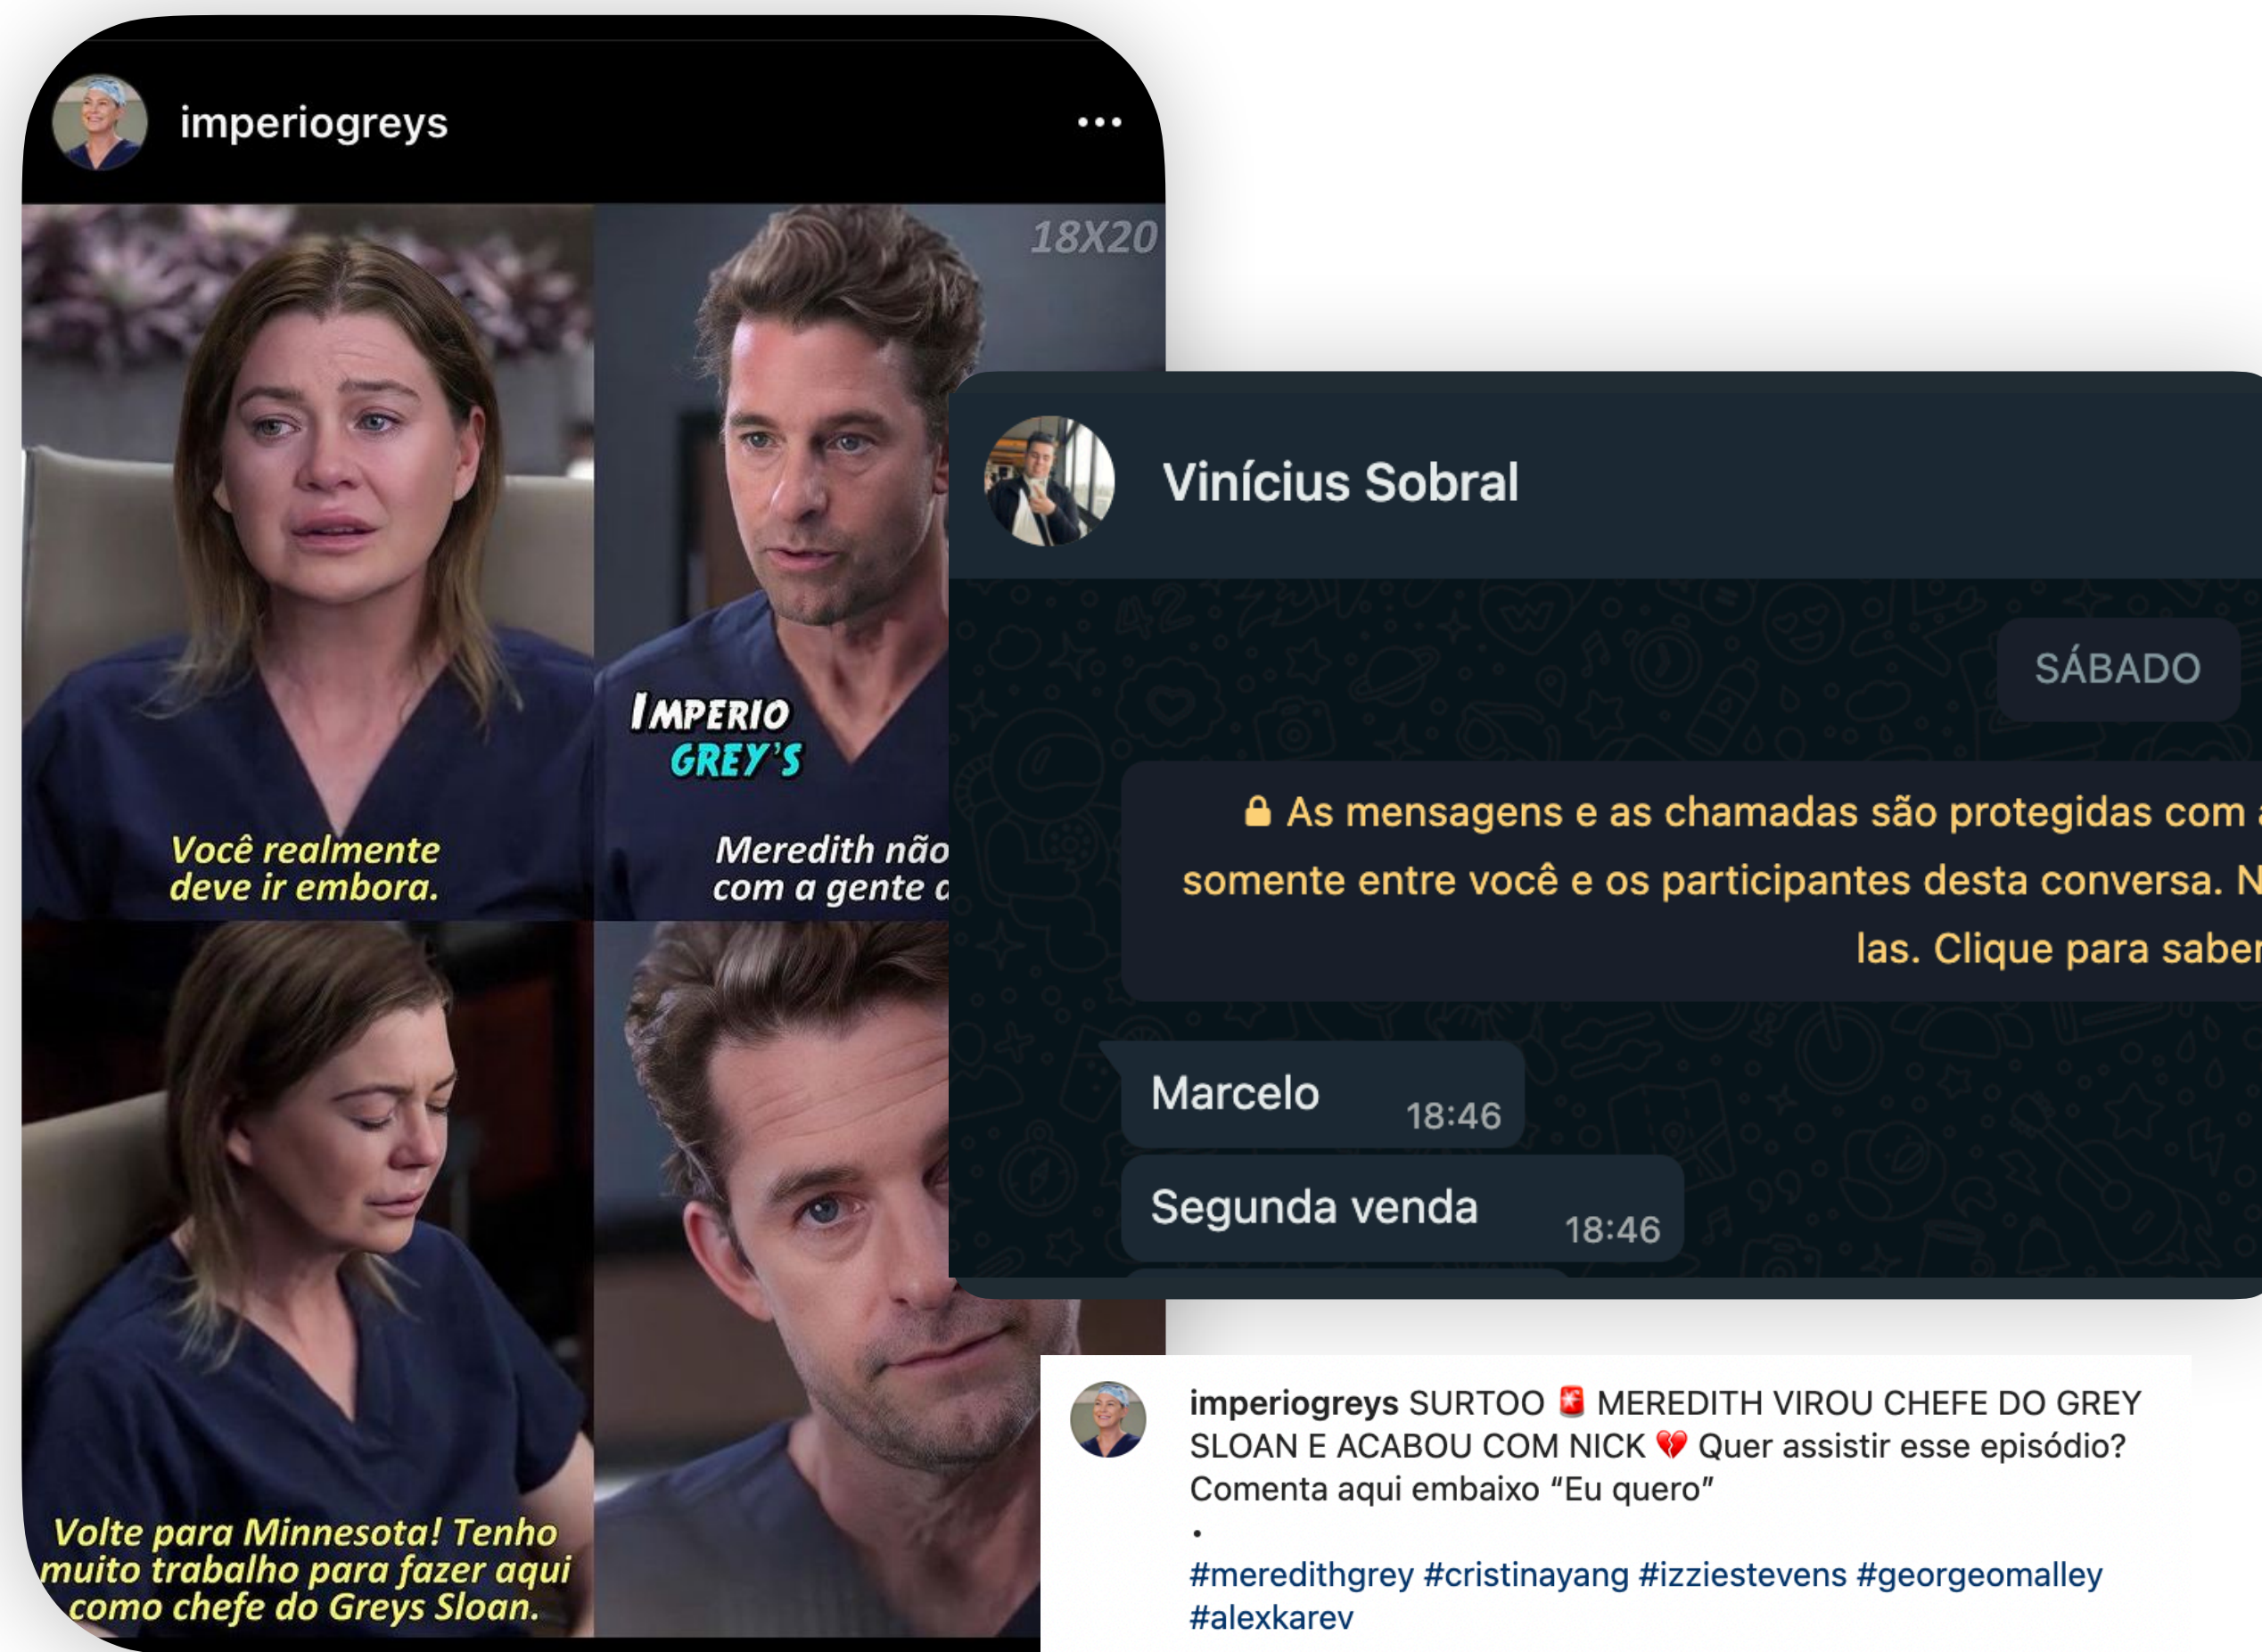 imperiogreys
18X20
IMPERIO
GREY'S
Você realmente
deve ir embora.
Meredith não
com a gente
Volte para Minnesota! Tenho
muito trabalho para fazer aqui
como chefe do Greys Sloan.
Vinícius Sobral
SÁBADO
As mensagens e as chamadas são protegidas com a
somente entre você e os participantes desta conversa. N
las. Clique para saber
Marcelo
18:46
Segunda venda
18:46
imperiogreys SURTOO 🚨 MEREDITH VIROU CHEFE DO GREY
SLOAN E ACABOU COM NICK 💔 Quer assistir esse episódio?
Comenta aqui embaixo “Eu quero”
•
#meredithgrey #cristinayang #izziestevens #georgeomalley
#alexkarev